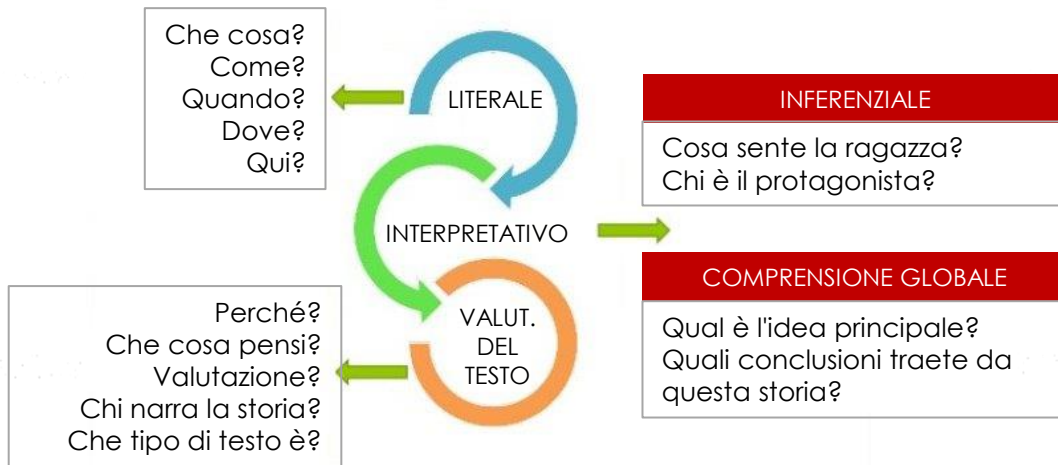 Che cosa?
Come?
Quando?
Dove?
Qui?
LITERALE
INFERENZIALE
Cosa sente la ragazza?
Chi è il protagonista?
INTERPRETATIVO
COMPRENSIONE GLOBALE
Qual è l'idea principale?
Quali conclusioni traete da
questa storia?
Perché?
Che cosa pensi?
Valutazione?
Chi narra la storia?
Che tipo di testo è?
VALUT.
DEL
TESTO